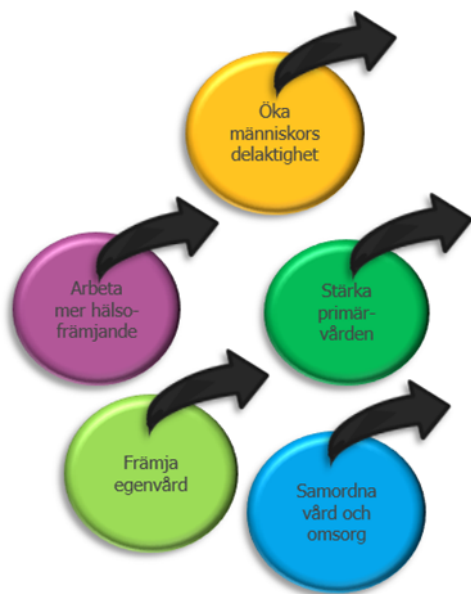 Öka
människors
delaktighet
Arbeta
mer hälso-
främjande
Stärka
primär-
vården
Främja
egenvård
Samordna
vård och
omsorg